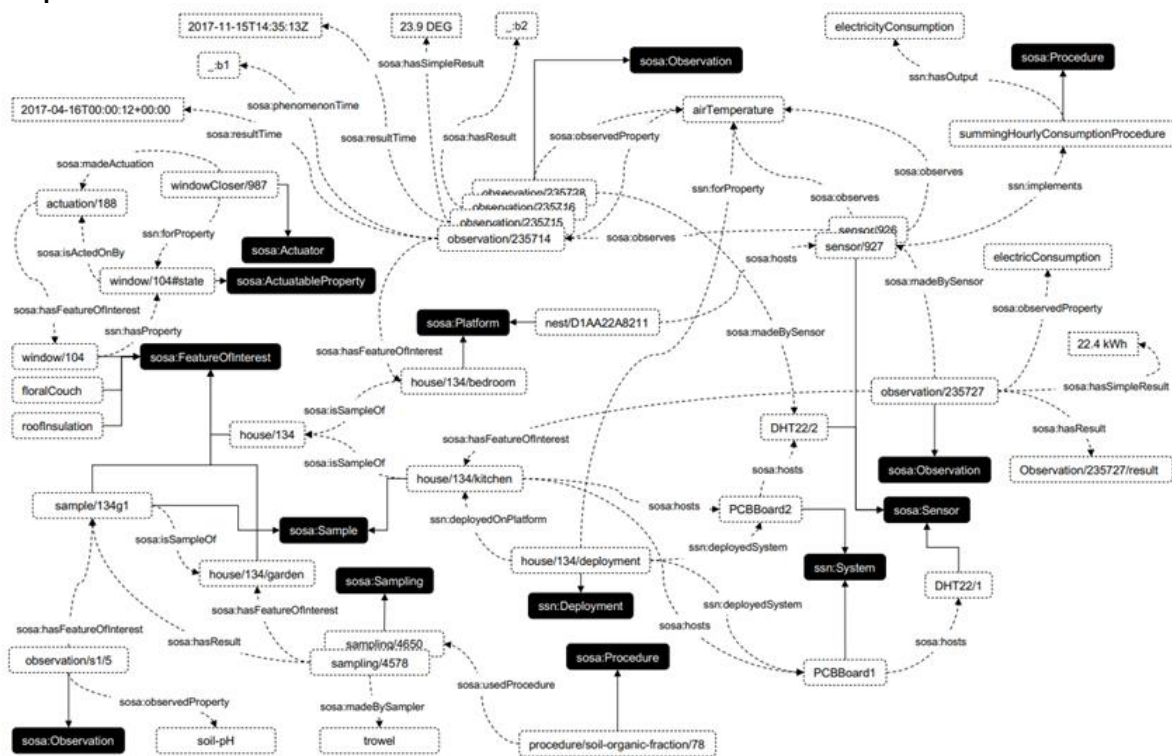 2017-11-15T14:35:13Z
23.9 DEG
_:b2
electricityConsumption
_:b1
sosa:hasSimpleResult
sosa:Observation
sosa:Procedure
sosa:phenomenonTime
ssn:hasOutput
2017-04-16T00:00:12+00:00
sosa:resultTime
sosa:resultTime
sosa:hasResult
airTemperature
sosa:observedProperty
summingHourlyConsumptionProcedure
sosa:madeActuation
windowCloser/987
ssn:forProperty
sosa:observes
ssn:implements
actuation/188
observation/235728
observation/235716
observation/235715
observation/235714
sosa:observes
sosa:observes
sensor/926
sensor/927
ssn:forProperty
sosa:isActedOnBy
sosa:Actuator
sosa:hosts
electricConsumption
window/104#state
sosa:ActuatableProperty
sosa:madeBySensor
sosa:observedProperty
sosa:hasFeatureOfInterest
ssn:hasProperty
sosa:Platform
nest/D1AA22A8211
sosa:madeBySensor
22.4 kWh
window/104
sosa:FeatureOfInterest
sosa:hasFeatureOfInterest
floralCouch
house/134/bedroom
observation/235727
sosa:hasSimpleResult
roofInsulation
sosa:isSampleOf
house/134
DHT22/2
sosa:hasResult
sosa:hasFeatureOfInterest
sosa:isSampleOf
sosa:hosts
sosa:Observation
Observation/235727/result
house/134/kitchen
sample/134g1
sosa:hosts
PCBBoard2
sosa:Sensor
sosa:Sample
ssn:deployedOnPlatform
sosa:isSampleOf
house/134/deployment
ssn:deployedSystem
ssn:System
house/134/garden
sosa:Sampling
DHT22/1
ssn:Deployment
ssn:deployedSystem
sosa:hasFeatureOfInterest
sosa:hasFeatureOfInterest
sosa:hasResult
sosa:hosts
sosa:hosts
sampling/4650
sampling/4578
observation/s1/5
sosa:Procedure
PCBBoard1
sosa:usedProcedure
sosa:observedProperty
sosa:madeBySampler
sosa:Observation
soil-pH
trowel
procedure/soil-organic-fraction/78